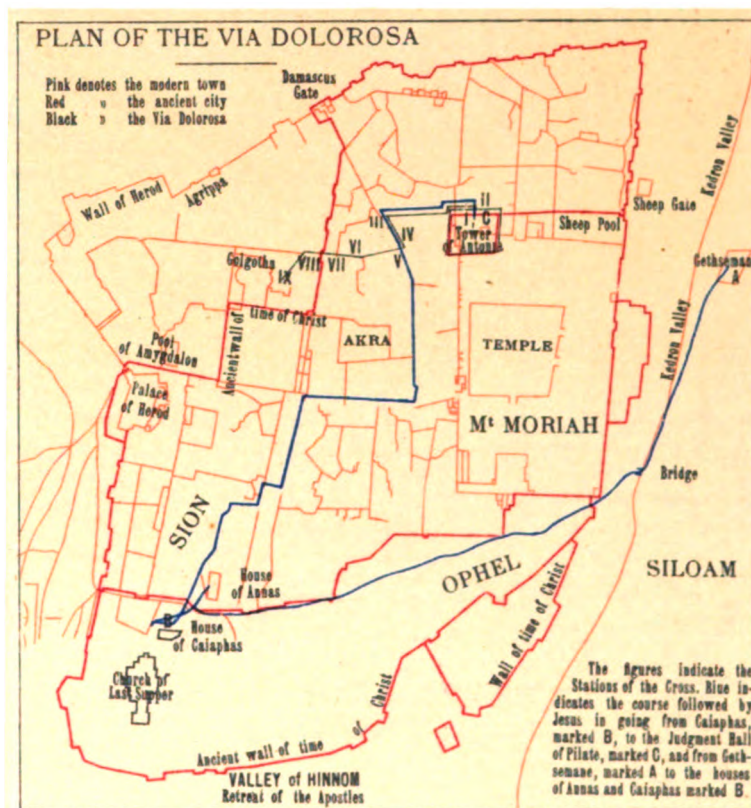 PLAN OF THE VIA DOLOROSA
Pink denotes the modern town
Red " the ancient city
Black " the Via Dolorosa
Damascus
Gate
Wall of Herod
Agrippa
Kedron Valley
Sheep Gate
Sheep Pool
II
I, C
Tower
of Antonia
III
IV
V
VI
VII
VIII
IX
Golgotha
Gethseman
A
Ancient wall of
time of Christ
Pool
of Amygdalon
AKRA
TEMPLE
Kedron Valley
Palace
of Herod
Mt MORIAH
Bridge
SION
OPHEL
SILOAM
House
of Annas
B
House
of Caiaphas
Wall of time of Christ
Church of
Last Supper
Ancient wall of time of Christ
VALLEY of HINNOM
Retreat of the Apostles
The figures indicate the
Stations of the Cross. Blue in-
dicates the course followed by
Jesus in going from Caiaphas,
marked B, to the Judgment Hall
of Pilate, marked C, and from Geth-
semane, marked A to the houses
of Annas and Caiaphas marked B.